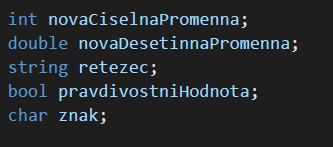 int novaCiselnaPromenna;
double novaDesetinnaPromenna;
string retezec;
bool pravdivostniHodnota;
char znak;